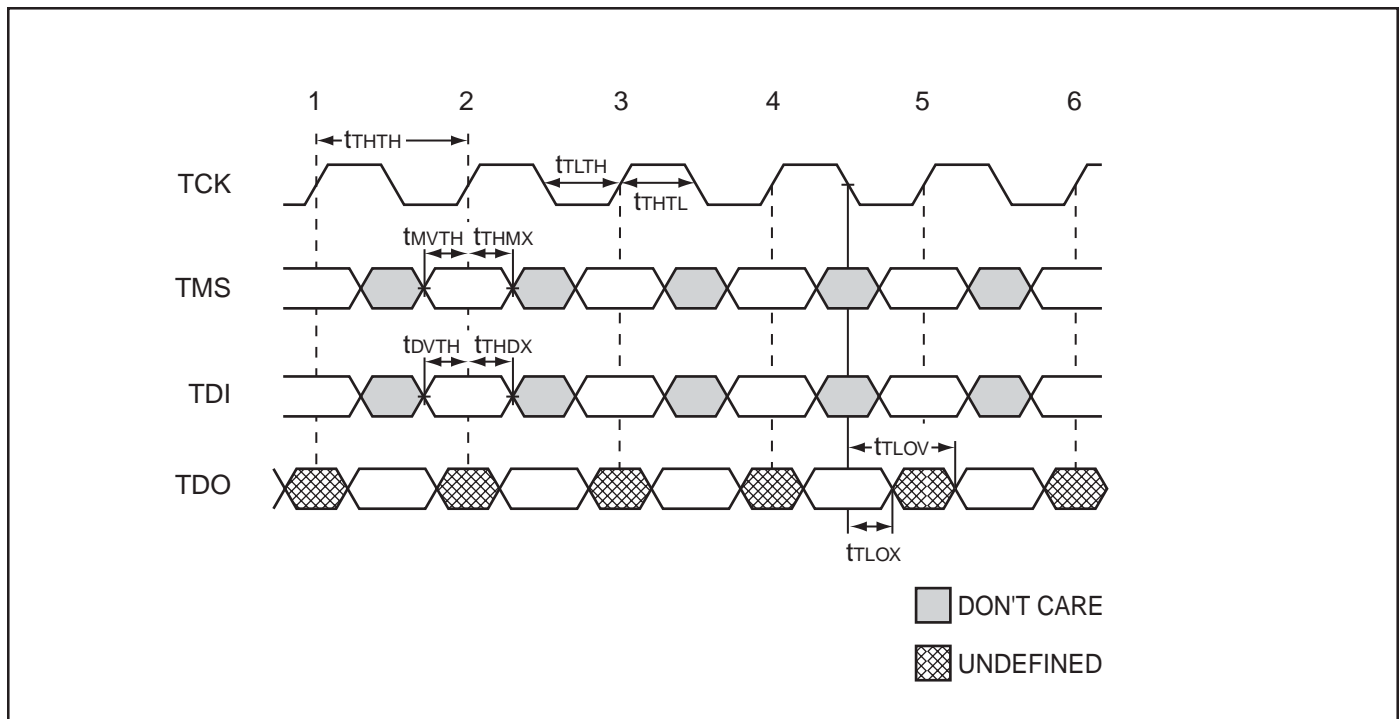 1 2 3 4 5 6
tTHTH
TCK
tTLTH
tTHTL
tMVTH tTHMX
TMS
tDVTH tTHDX
TDI
tTLOV
TDO
tTLOX
DON'T CARE
UNDEFINED